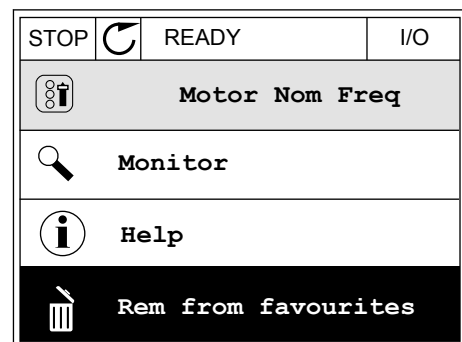 STOP READY I/O
Motor Nom Freq
Monitor
Help
Rem from favourites